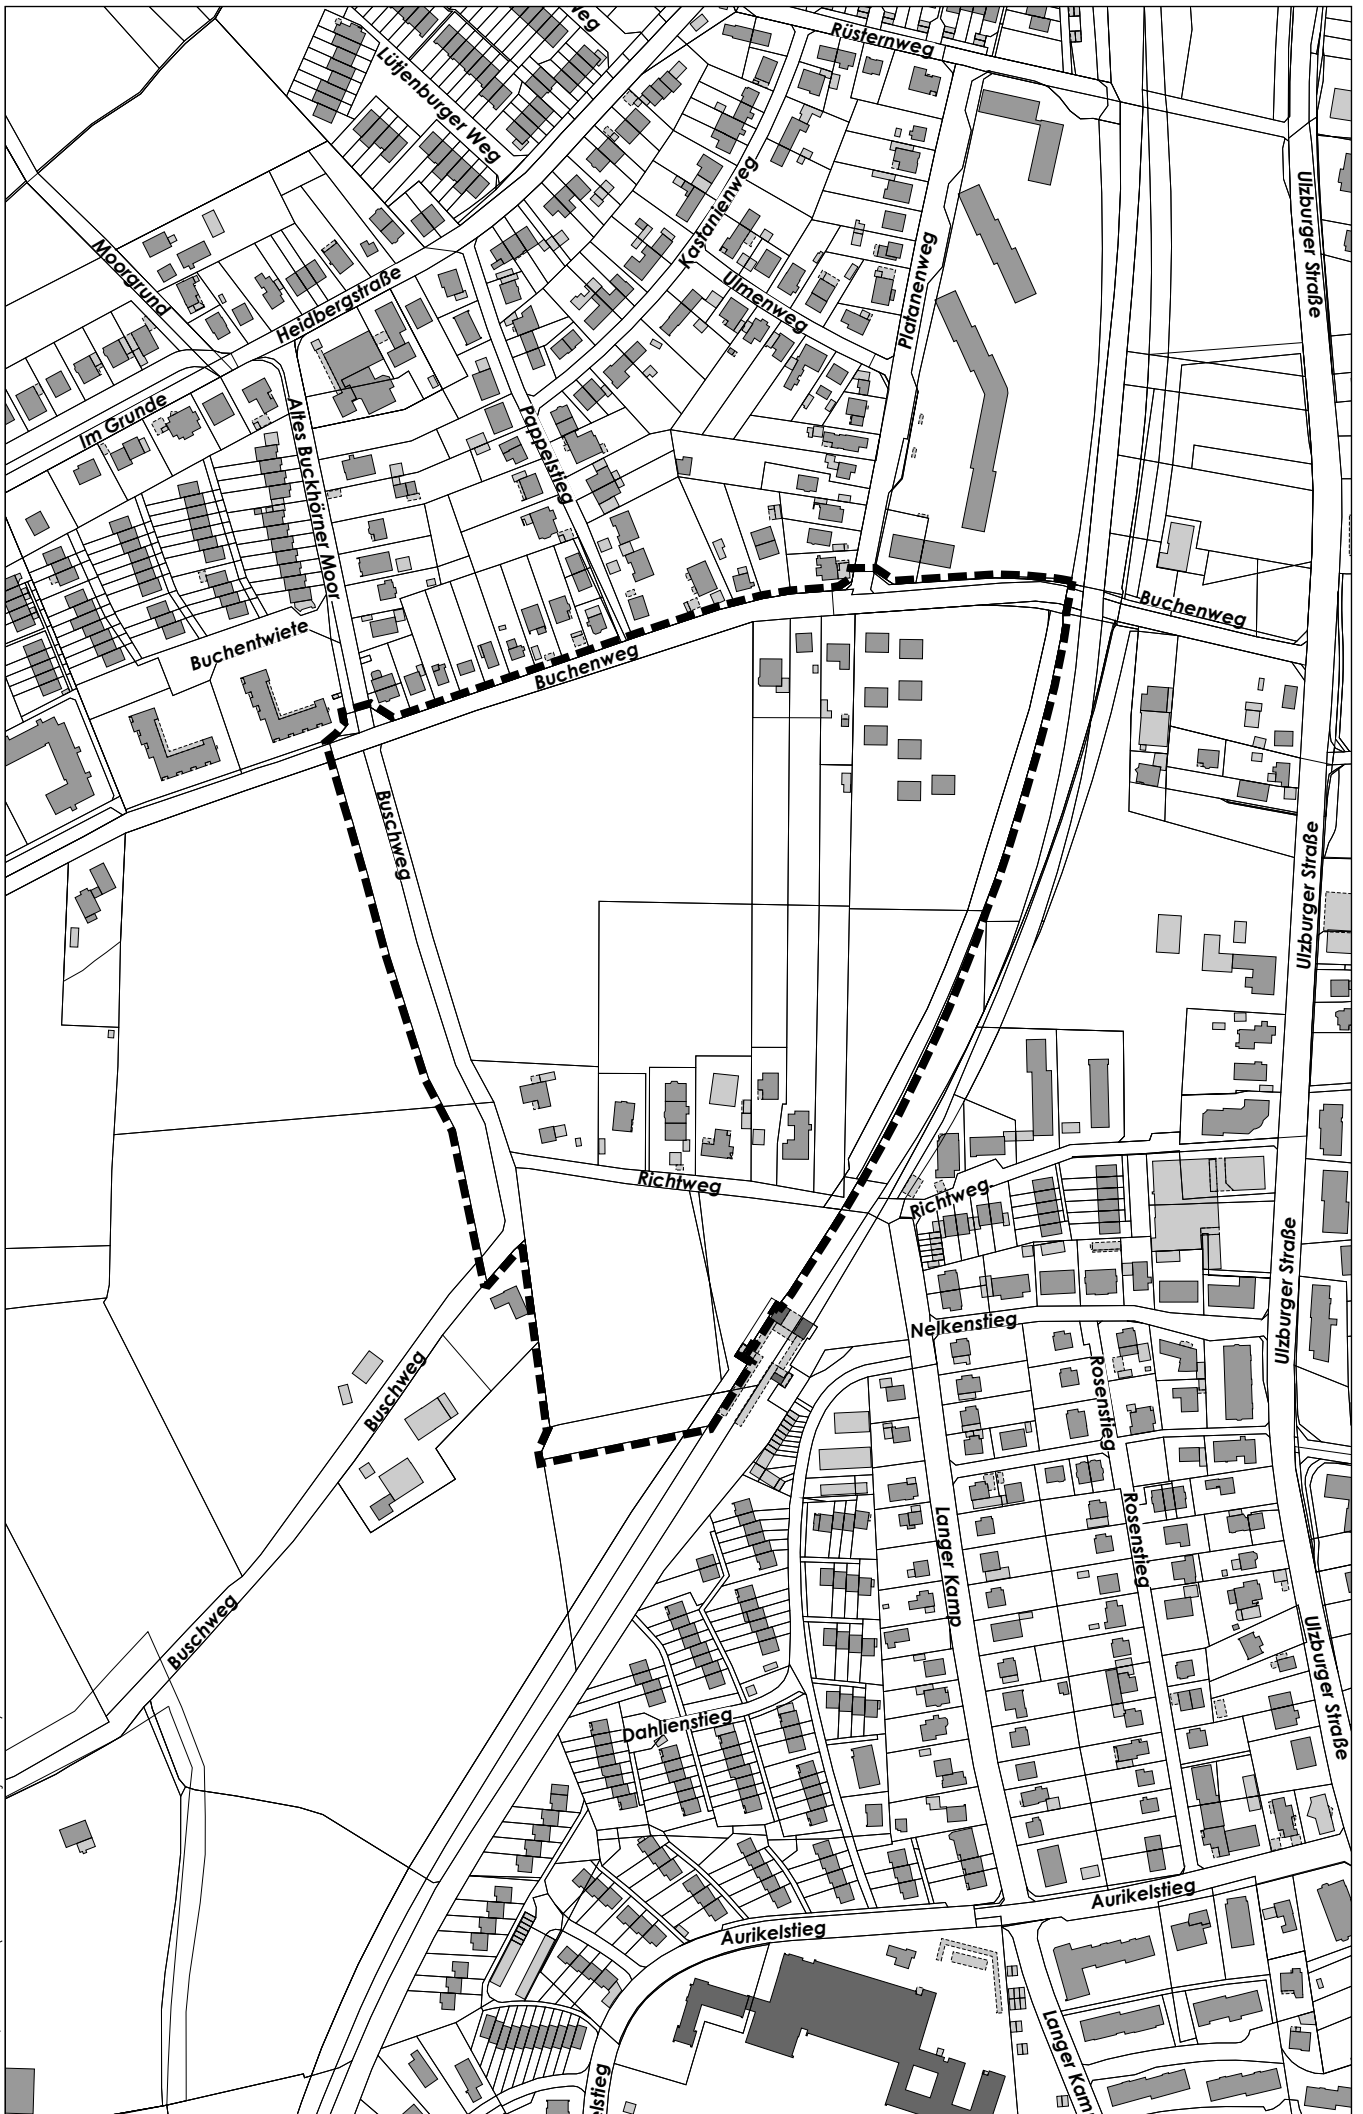 Rüsternweg
Lütjenburger Weg
Ulzburger Straße
Kastanienweg
Moorgrund
Heidbergstraße
Ulmenweg
Platanenweg
Im Grunde
Altes Buckhörner Moor
Pappelstieg
Buchenweg
Buchentwiete
Buchenweg
Buschweg
Ulzburger Straße
Richtweg
Richtweg
Ulzburger Straße
Nelkenstieg
Buschweg
Rosenstieg
Langer Kamp
Rosenstieg
Buschweg
Ulzburger Straße
Dahlienstieg
Aurikelstieg
Aurikelstieg
Langer Kam
elstieg